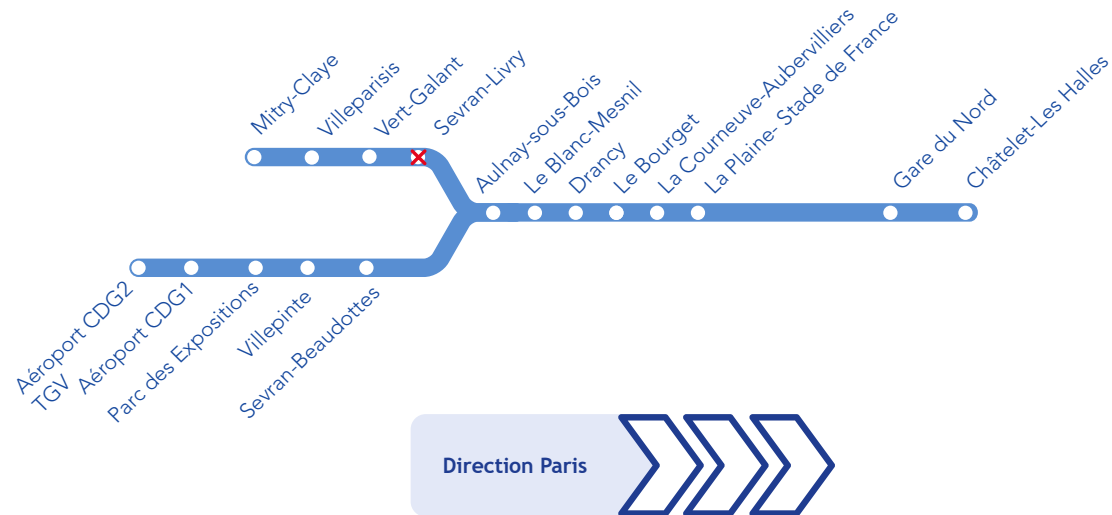 Mitry-Claye
Villeparisis
Vert-Galant
Sevran-Livry
Aulnay-sous-Bois
Le Blanc-Mesnil
Drancy
Le Bourget
La Courneuve-Aubervilliers
La Plaine- Stade de France
Gare du Nord
Châtelet-Les Halles
Aéroport CDG2
TGV
Aéroport CDG1
Parc des Expositions
Villepinte
Sevran-Beaudottes
Direction Paris